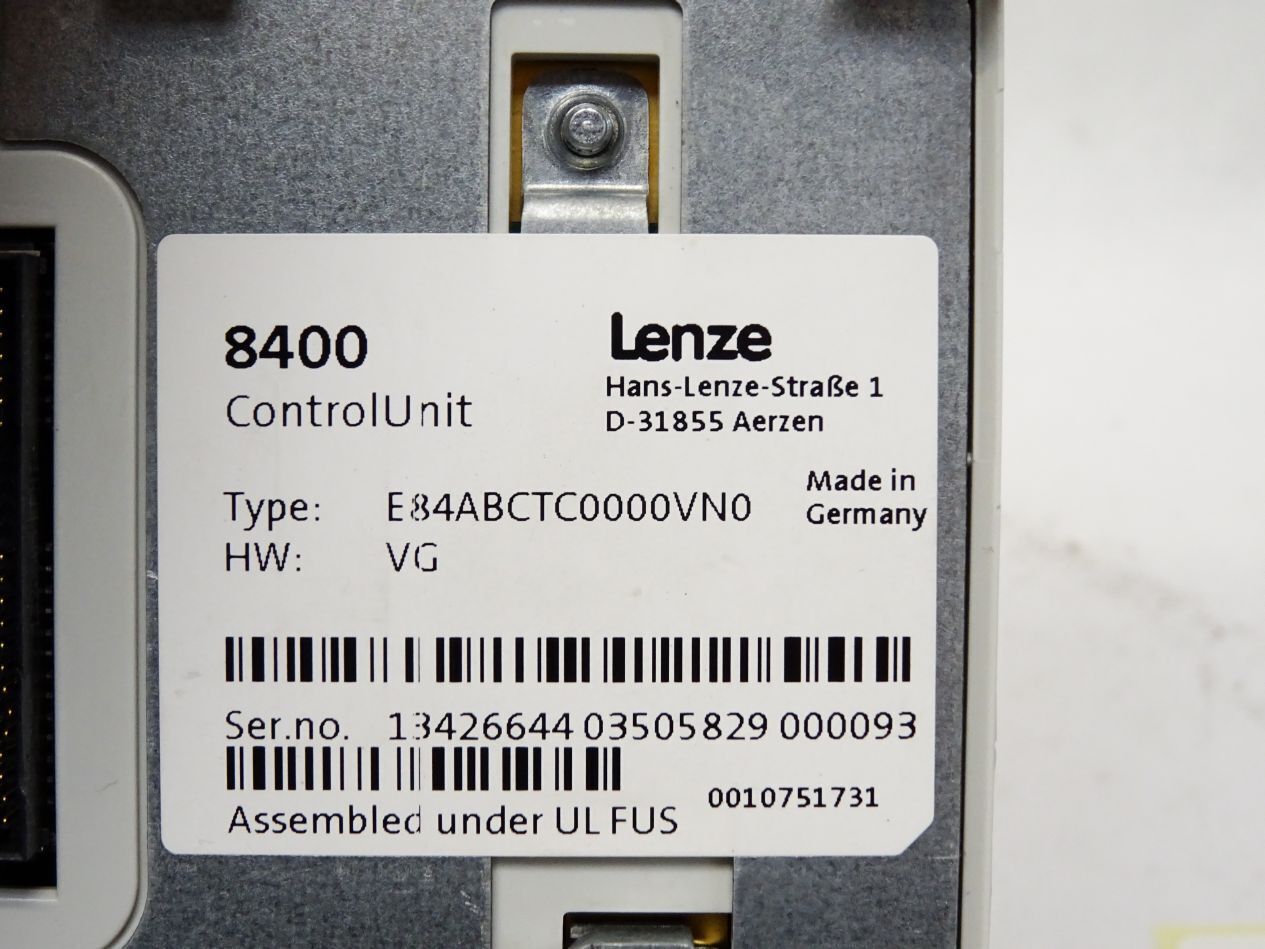 8400
ControlUnit
Lenze
Hans-Lenze-Straße 1
D-31855 Aerzen
Made in
Germany
Type: E84ABCTC0000VN0
HW: VG
Ser.no. 13426644 03505829 000093
0010751731
Assembled under UL FUS